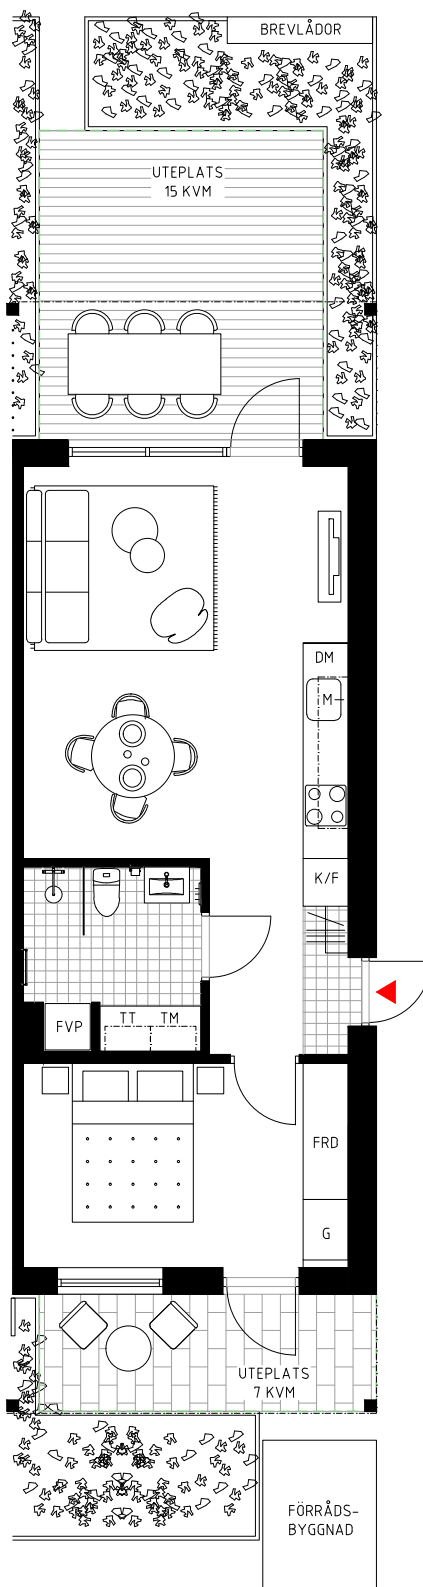 BREVLÅDOR
UTEPLATS
15 KVM
DM
M
K/F
FVP
TT
TM
FRD
G
UTEPLATS
7 KVM
FÖRRÅDS-
BYGGNAD